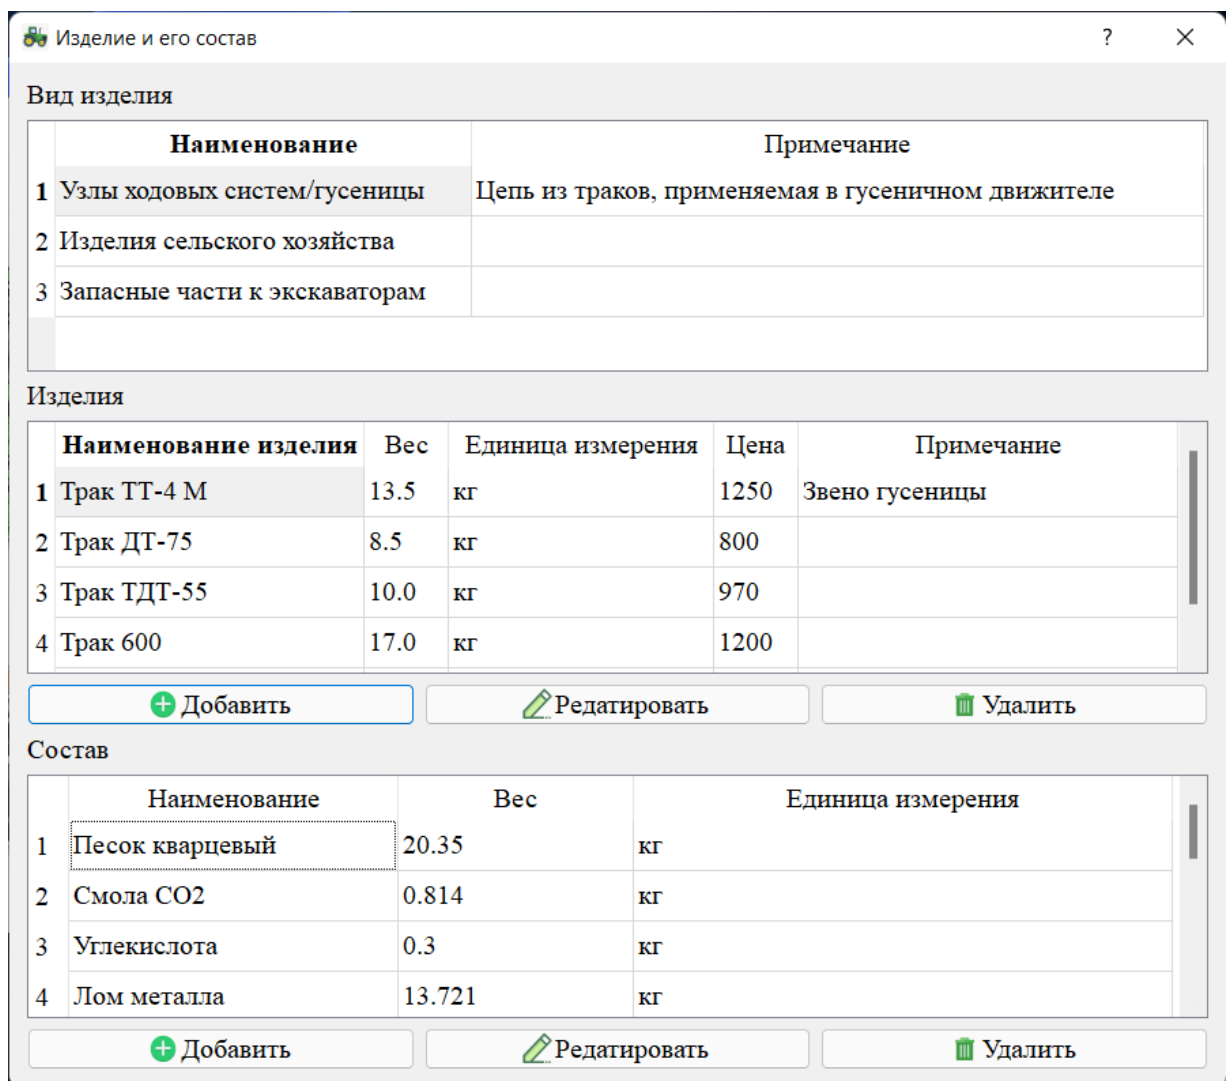 Изделие и его состав ?
Вид изделия
Наименование Примечание
1 Узлы ходовых систем/гусеницы Цепь из траков, применяемая в гусеничном движителе
2 Изделия сельского хозяйства
3 Запасные части к экскаваторам
Изделия
Наименование изделия Вес Единица измерения Цена Примечание
1 Трак ТТ-4 М 13.5 кг 1250 Звено гусеницы
2 Трак ДТ-75 8.5 кг 800
3 Трак ТДТ-55 10.0 кг 970
4 Трак 600 17.0 кг 1200
Добавить Редатировать Удалить
Состав
Наименование Вес Единица измерения
1 Песок кварцевый 20.35 кг
2 Смола СО2 0.814 кг
3 Углекислота 0.3 кг
4 Лом металла 13.721 кг
Добавить Редатировать Удалить